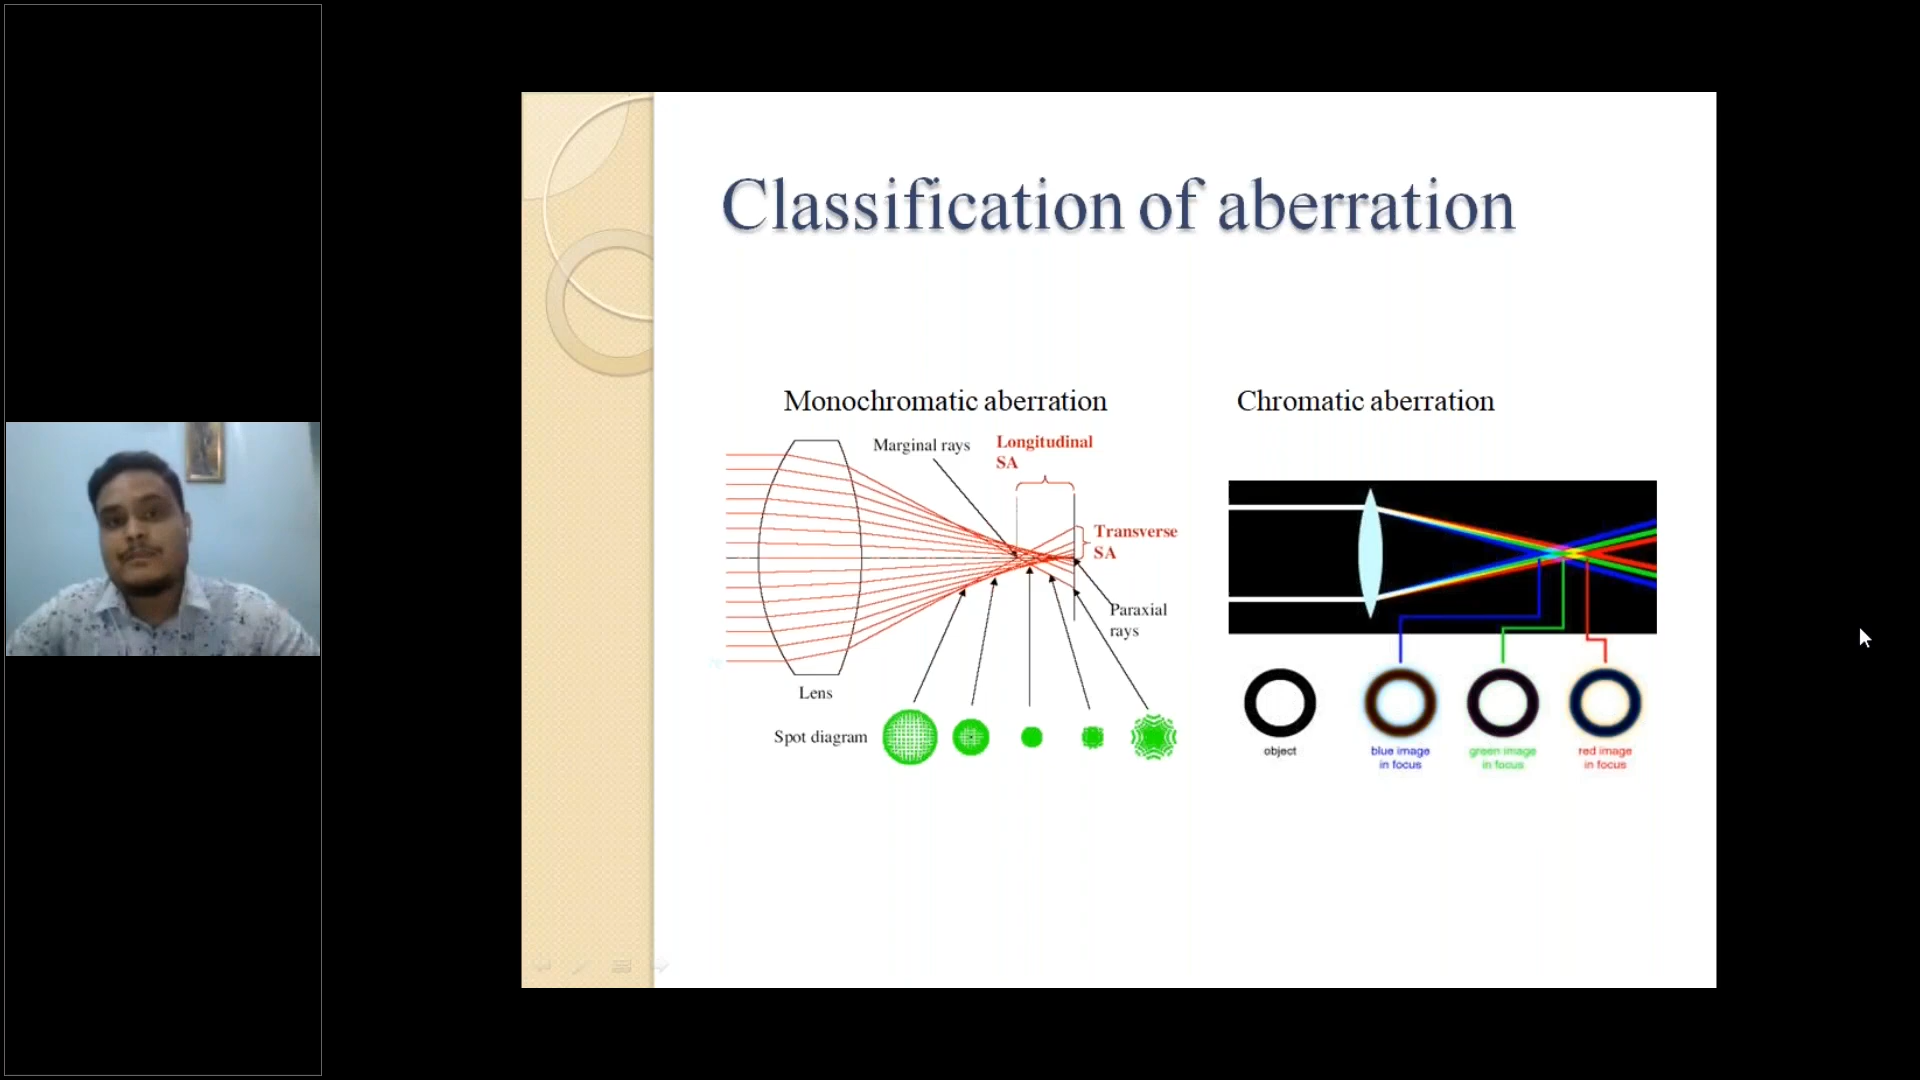 Classification of aberration
Monochromatic aberration
Marginal rays
Longitudinal
SA
Transverse
SA
Paraxial
rays
Lens
Spot diagram
Chromatic aberration
object
blue image
in focus
green image
in focus
red image
in focus